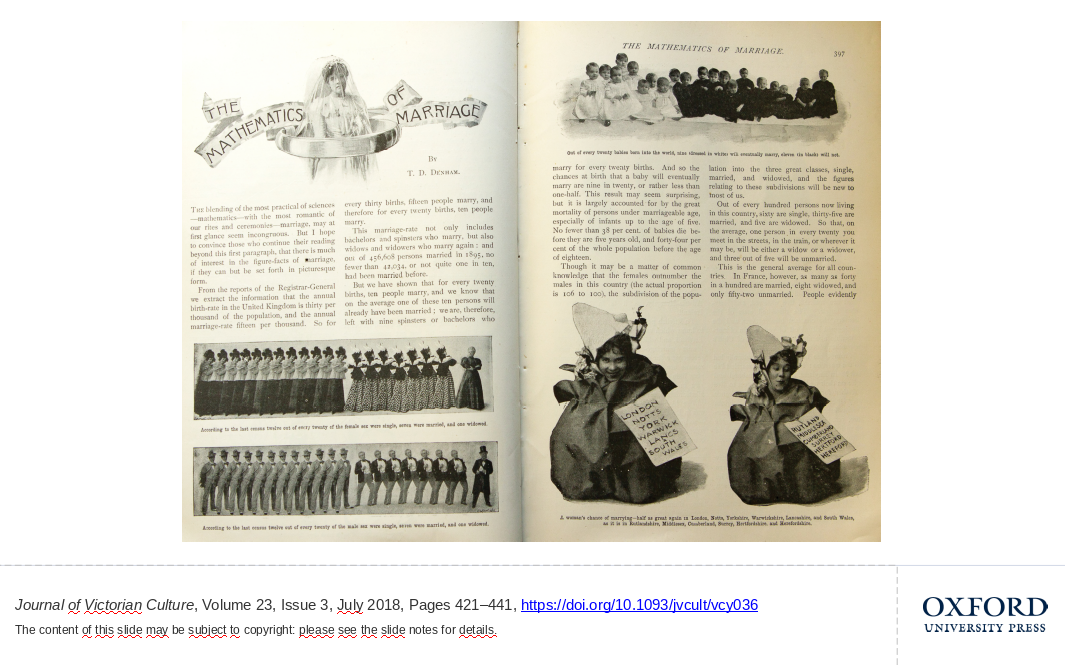 THE
MATHEMATICS
OF
MARRIAGE
By
T. D. DENHAM.
THE blending of the most practical of sciences
—mathematics—with the most romantic of
our rites and ceremonies—marriage, may at
first glance seem incongruous. But I hope
to convince those who continue their reading
beyond this first paragraph, that there is much
of interest in the figure-facts of marriage,
if they can but be set forth in picturesque
form.
From the reports of the Registrar-General
we extract the information that the annual
birth-rate in the United Kingdom is thirty per
thousand of the population, and the annual
marriage-rate fifteen per thousand. So for
every thirty births, fifteen people marry, and
therefore for every twenty births, ten people
marry.
This marriage-rate not only includes
bachelors and spinsters who marry, but also
widows and widowers who marry again: and
out of 456,608 persons married in 1895, no
fewer than 42,034, or not quite one in ten,
had been married before.
But we have shown that for every twenty
births, ten people marry, and we know that
on the average one of these ten persons will
already have been married; we are, therefore,
left with nine spinsters or bachelors who
According to the last census twelve out of every twenty of the female sex were single, seven were married, and one widowed.
According to the last census twelve out of every twenty of the male sex were single, seven were married, and one widowed.
THE MATHEMATICS OF MARRIAGE.
397
Out of every twenty babies born into the world, nine dressed in white will eventually marry, eleven (in black) will not.
marry for every twenty births. And so the
chances at birth that a baby will eventually
marry are nine in twenty, or rather less than
one-half. This result may seem surprising,
but it is largely accounted for by the great
mortality of persons under marriageable age,
especially of infants up to the age of five.
No fewer than 38 per cent. of babies die be-
fore they are five years old, and forty-four per
cent of the whole population before the age
of eighteen.
Though it may be a matter of common
knowledge that the females outnumber the
males in this country (the actual proportion
is 106 to 100), the subdivision of the popu-
lation into the three great classes, single,
married, and widowed, and the figures
relating to these subdivisions will be new to
most of us.
Out of every hundred persons now living
in this country, sixty are single, thirty-five are
married, and five are widowed. So that, on
the average, one person in every twenty you
meet in the streets, in the train, or wherever it
may be, will be either a widow or a widower,
and three out of five will be unmarried.
This is the general average for all coun-
tries. In France, however, as many as forty
in a hundred are married, eight widowed, and
only fifty-two unmarried. People evidently
LONDON
NOTTS
YORK
WARWICK
LANCS
SOUTH
WALES
RUTLAND
MIDDLESEX
CUMBERLAND
SURREY
HERTFORD
HEREFORD
A woman's chance of marrying—half as great again in London, Notts, Yorkshire, Warwickshire, Lancashire, and South Wales,
as it is in Rutlandshire, Middlesex, Cumberland, Surrey, Hertfordshire, and Herefordshire.
Journal of Victorian Culture, Volume 23, Issue 3, July 2018, Pages 421–441, https://doi.org/10.1093/jvcult/vcy036
The content of this slide may be subject to copyright: please see the slide notes for details.
OXFORD
UNIVERSITY PRESS